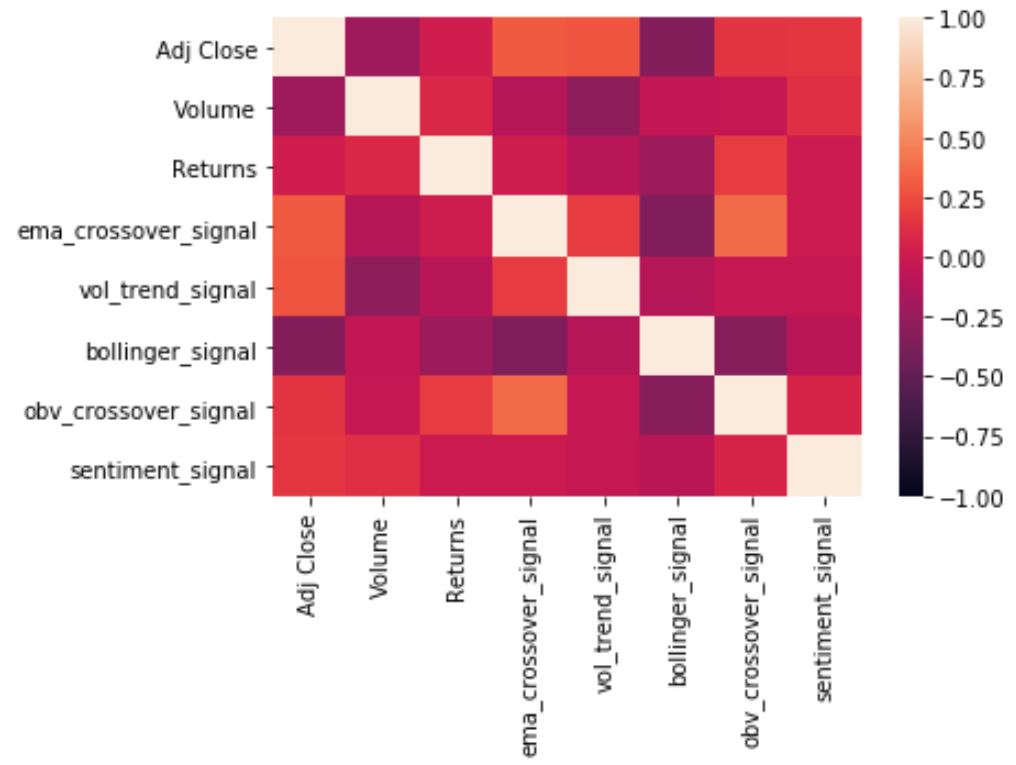 Adj Close
Volume
Returns
ema_crossover_signal
vol_trend_signal
bollinger_signal
obv_crossover_signal
sentiment_signal
Adj Close
Volume
Returns
ema_crossover_signal
vol_trend_signal
bollinger_signal
obv_crossover_signal
sentiment_signal
1.00
0.75
0.50
0.25
0.00
−0.25
−0.50
−0.75
−1.00